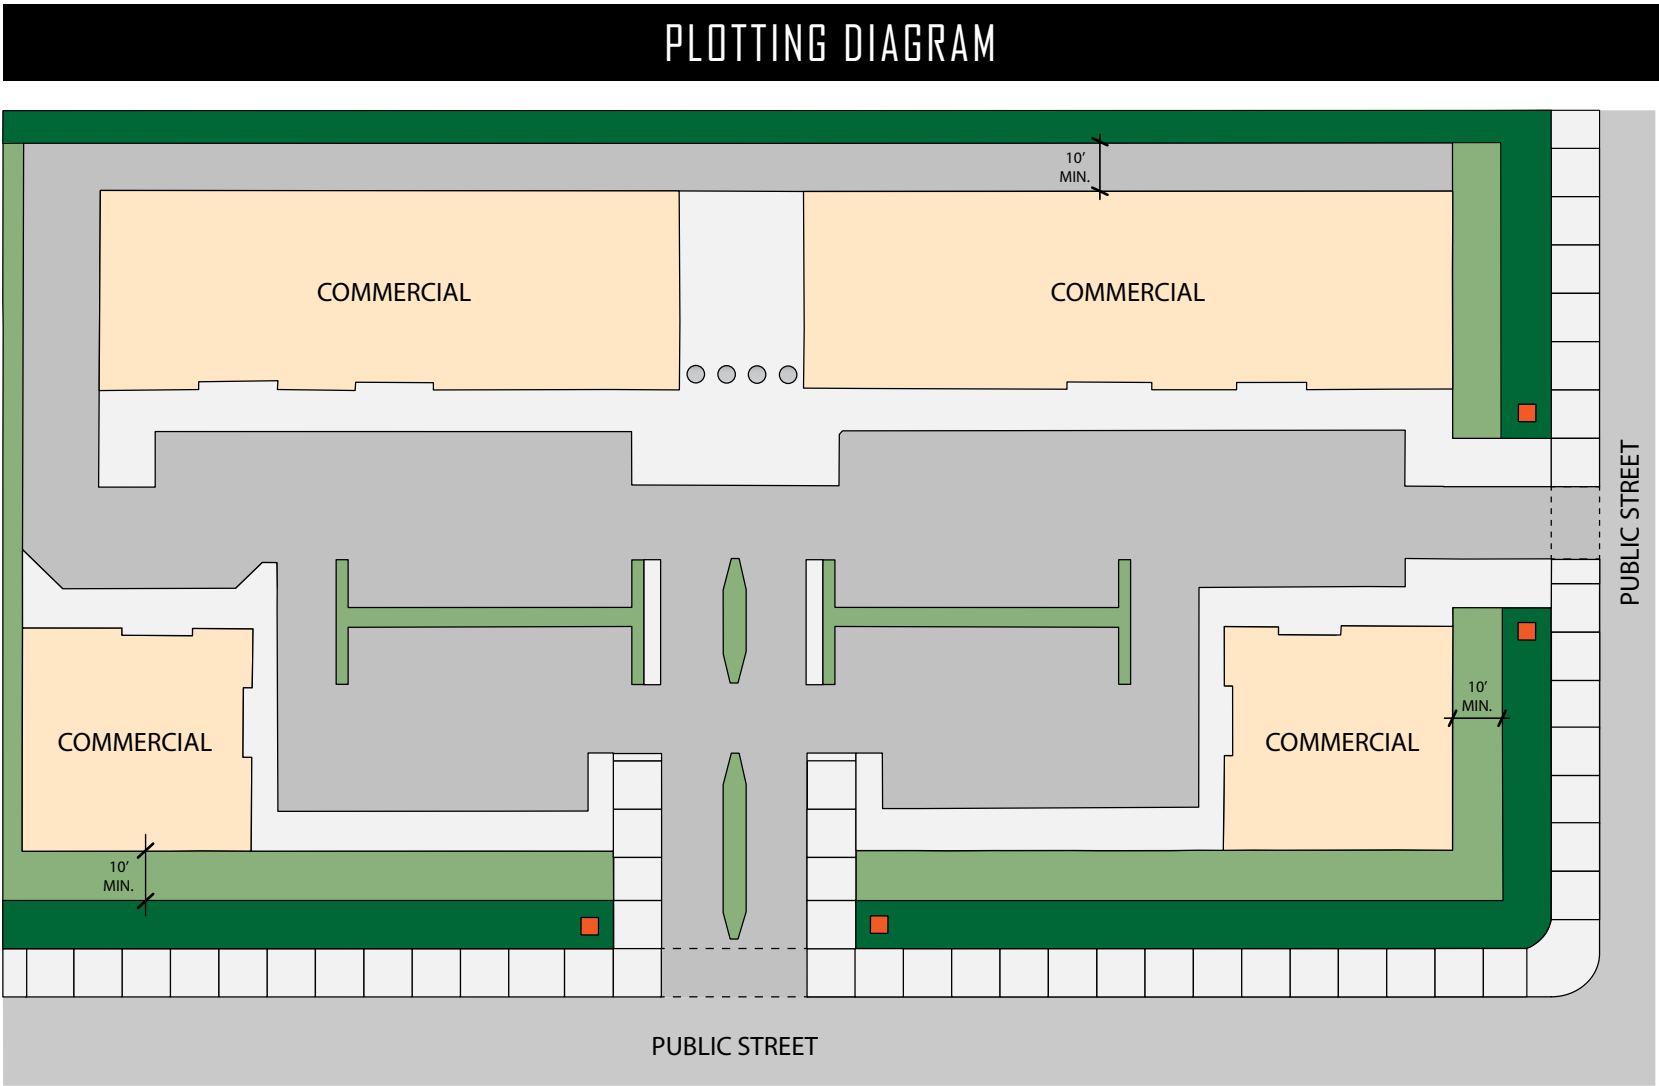 PLOTTING DIAGRAM
10’
MIN.
COMMERCIAL
COMMERCIAL
PUBLIC STREET
10’
MIN.
COMMERCIAL
COMMERCIAL
10’
MIN.
PUBLIC STREET